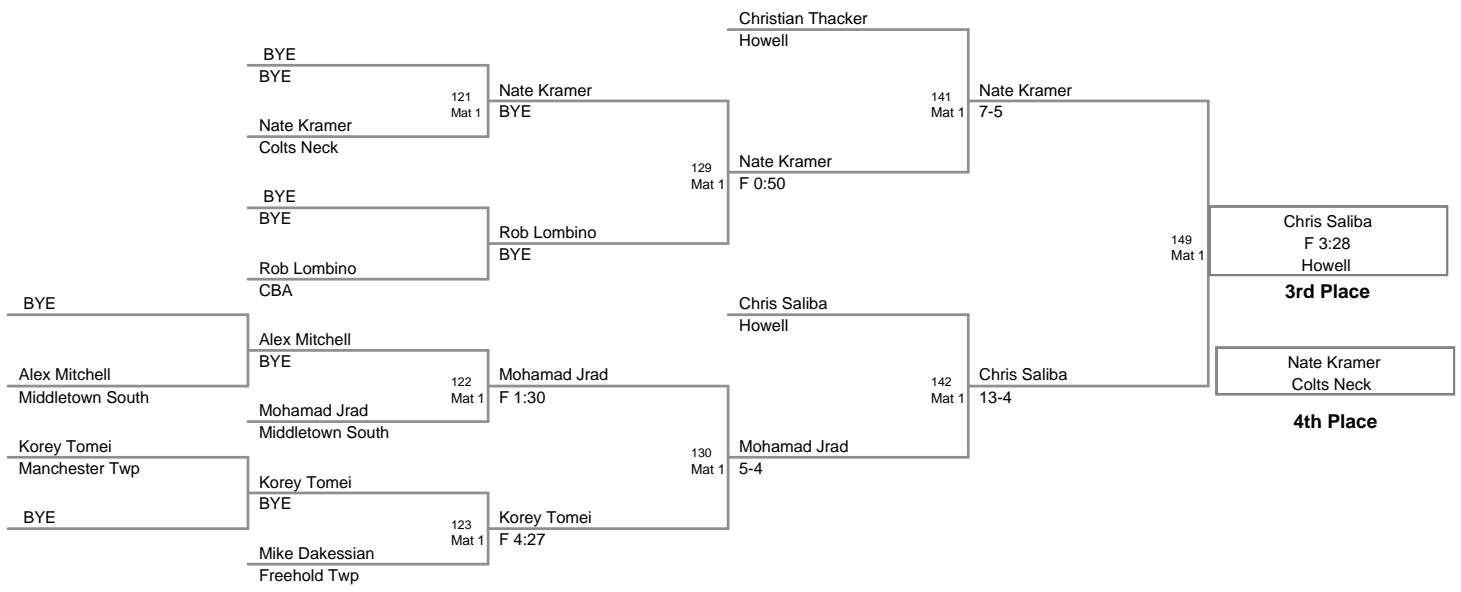 Christian Thacker
Howell
BYE
BYE
121
Mat 1
Nate Kramer
BYE
141
Mat 1
Nate Kramer
7-5
Nate Kramer
Colts Neck
129
Mat 1
Nate Kramer
F 0:50
BYE
BYE
Rob Lombino
BYE
149
Mat 1
Chris Saliba
F 3:28
Howell
3rd Place
Rob Lombino
CBA
BYE
Chris Saliba
Howell
Alex Mitchell
BYE
Alex Mitchell
Middletown South
122
Mat 1
Mohamad Jrad
F 1:30
142
Mat 1
Chris Saliba
13-4
Nate Kramer
Colts Neck
4th Place
Mohamad Jrad
Middletown South
Korey Tomei
Manchester Twp
130
Mat 1
Mohamad Jrad
5-4
Korey Tomei
BYE
BYE
123
Mat 1
Korey Tomei
F 4:27
Mike Dakessian
Freehold Twp